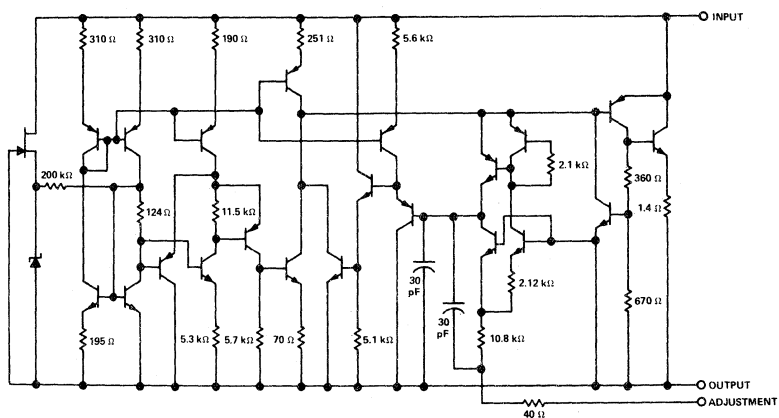 INPUT
310 Ω
310 Ω
190 Ω
251 Ω
5.6 kΩ
2.1 kΩ
200 kΩ
360 Ω
124 Ω
11.5 kΩ
1.4 Ω
30
pF
2.12 kΩ
30
pF
670 Ω
195 Ω
5.3 kΩ
5.7 kΩ
70 Ω
5.1 kΩ
10.8 kΩ
OUTPUT
ADJUSTMENT
40 Ω